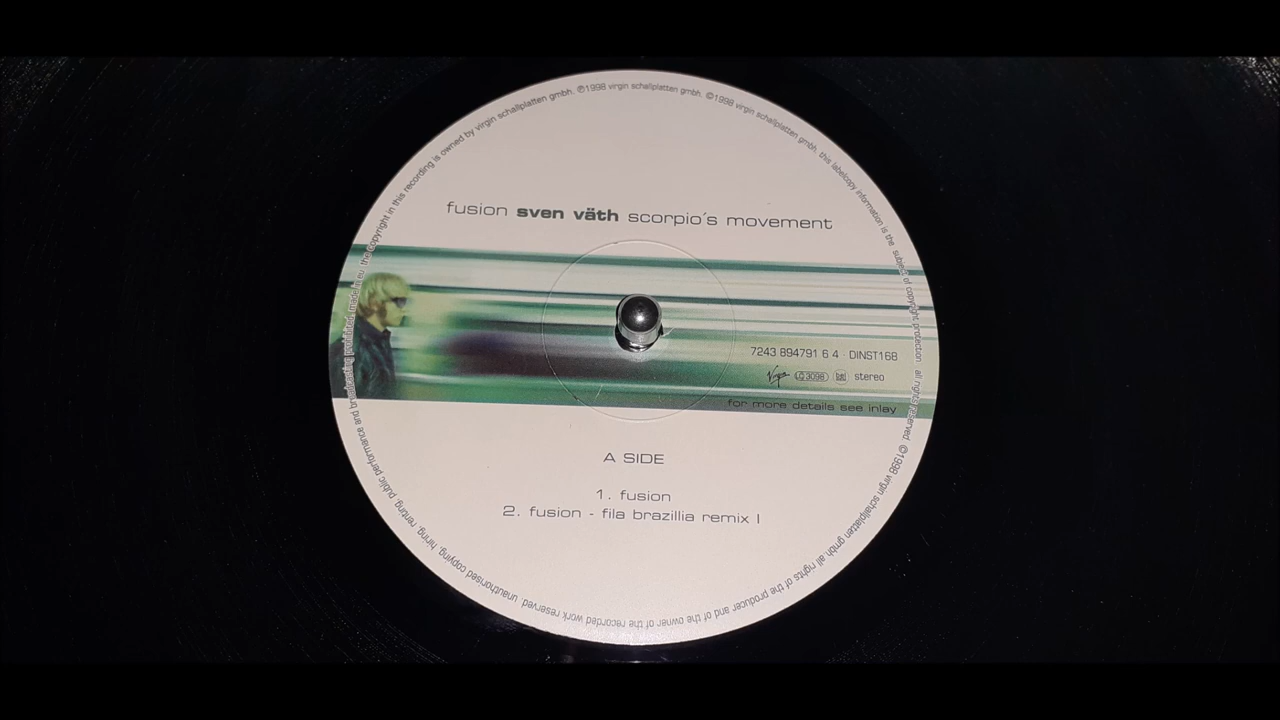 fusion sven väth scorpio´s movement
7243 894791 6 4 · DINST168
Virgin LC 3098 stereo
for more details see inlay
A SIDE
1. fusion
2. fusion - fila brazillia remix I
the copyright in this recording is owned by virgin schallplatten gmbh. ℗1998 virgin schallplatten gmbh. ©1998 virgin schallplatten gmbh. this labelcopy information is the subject of copyright protection. all rights reserved. ©1998 virgin schallplatten gmbh all rights of the producer and of the owner of the recorded work reserved. unauthorised copying, hiring, renting, public performance and broadcasting prohibited. made in eu.